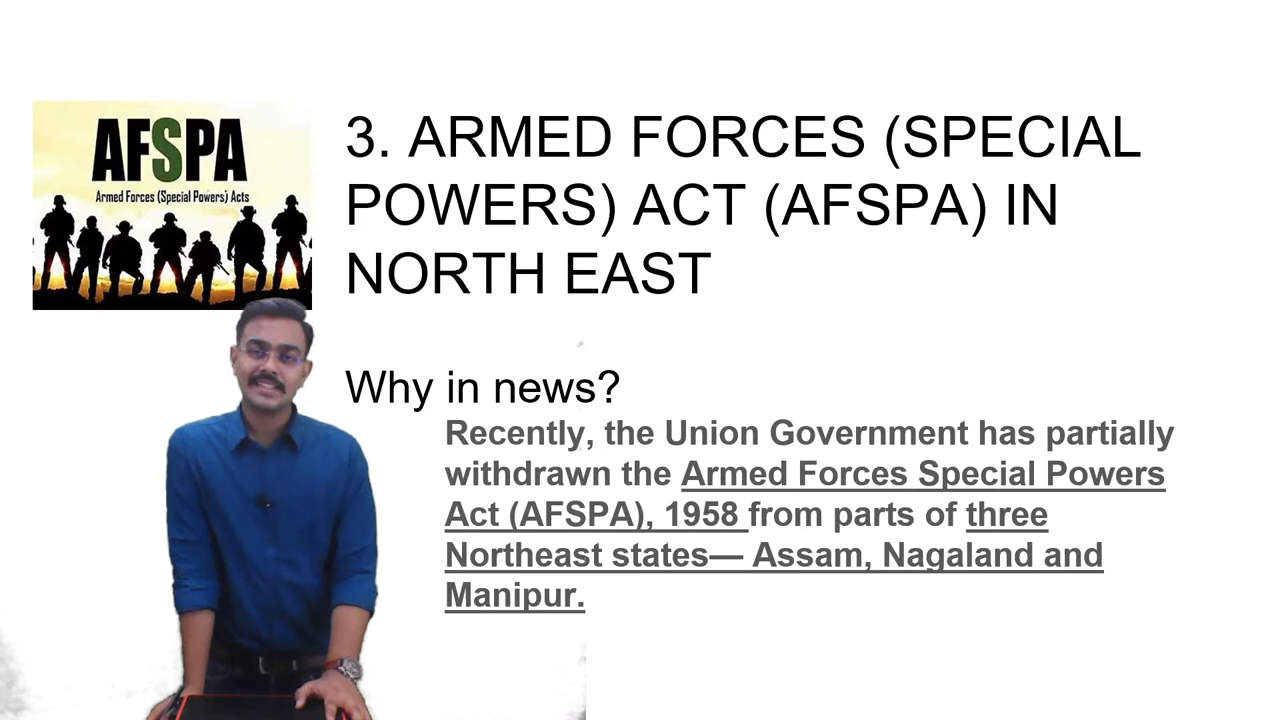 AFSPA
Armed Forces (Special Powers) Acts
3. ARMED FORCES (SPECIAL
POWERS) ACT (AFSPA) IN
NORTH EAST
Why in news?
Recently, the Union Government has partially
withdrawn the Armed Forces Special Powers
Act (AFSPA), 1958 from parts of three
Northeast states— Assam, Nagaland and
Manipur.